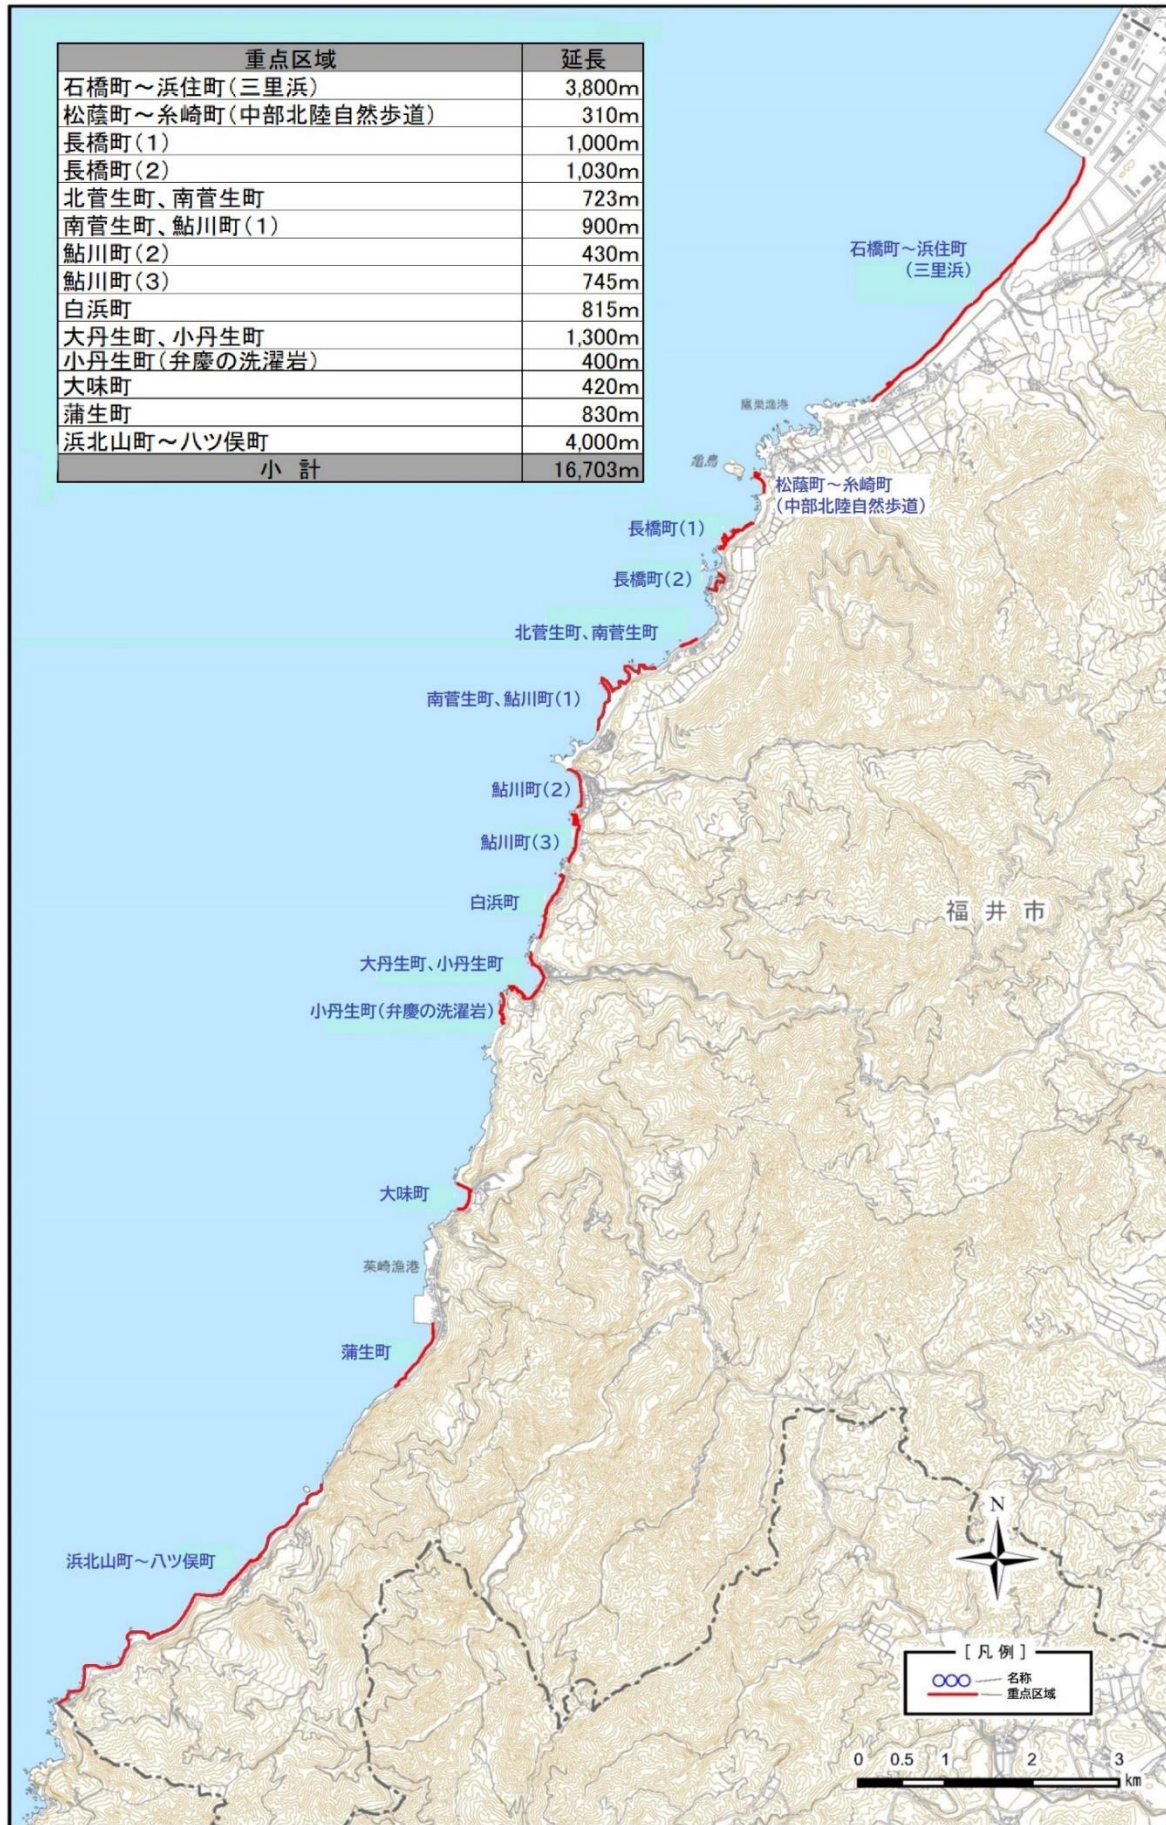 重点区域 延長
石橋町～浜住町(三里浜) 3,800m
松蔭町～糸崎町(中部北陸自然歩道) 310m
長橋町(1) 1,000m
長橋町(2) 1,030m
北菅生町、南菅生町 723m
南菅生町、鮎川町(1) 900m
鮎川町(2) 430m
鮎川町(3) 745m
白浜町 815m
大丹生町、小丹生町 1,300m
小丹生町(弁慶の洗濯岩) 400m
大味町 420m
蒲生町 830m
浜北山町～八ツ俣町 4,000m
小計 16,703m
石橋町～浜住町
(三里浜)
鷹巣漁港
亀島
松蔭町～糸崎町
(中部北陸自然歩道)
長橋町(1)
長橋町(2)
北菅生町、南菅生町
南菅生町、鮎川町(1)
鮎川町(2)
鮎川町(3)
白浜町
福井市
大丹生町、小丹生町
小丹生町(弁慶の洗濯岩)
大味町
茱崎漁港
蒲生町
浜北山町～八ツ俣町
N
[凡例]
○○○ 名称
重点区域
0 0.5 1 2 3
km